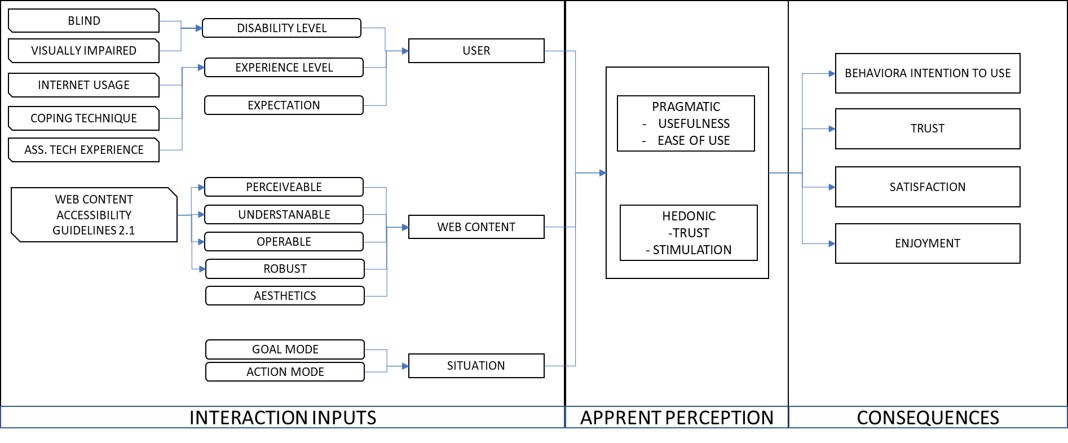 BLIND
VISUALLY IMPAIRED
INTERNET USAGE
COPING TECHNIQUE
ASS. TECH EXPERIENCE
DISABILITY LEVEL
EXPERIENCE LEVEL
EXPECTATION
USER
WEB CONTENT
ACCESSIBILITY
GUIDELINES 2.1
PERCEIVEABLE
UNDERSTANABLE
OPERABLE
ROBUST
AESTHETICS
WEB CONTENT
GOAL MODE
ACTION MODE
SITUATION
PRAGMATIC
- USEFULNESS
- EASE OF USE
HEDONIC
-TRUST
- STIMULATION
BEHAVIORA INTENTION TO USE
TRUST
SATISFACTION
ENJOYMENT
INTERACTION INPUTS
APPRENT PERCEPTION
CONSEQUENCES